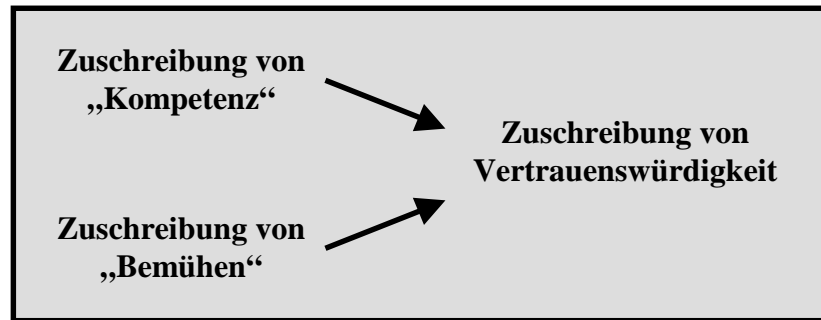 Zuschreibung von
„Kompetenz“
Zuschreibung von
Vertrauenswürdigkeit
Zuschreibung von
„Bemühen“